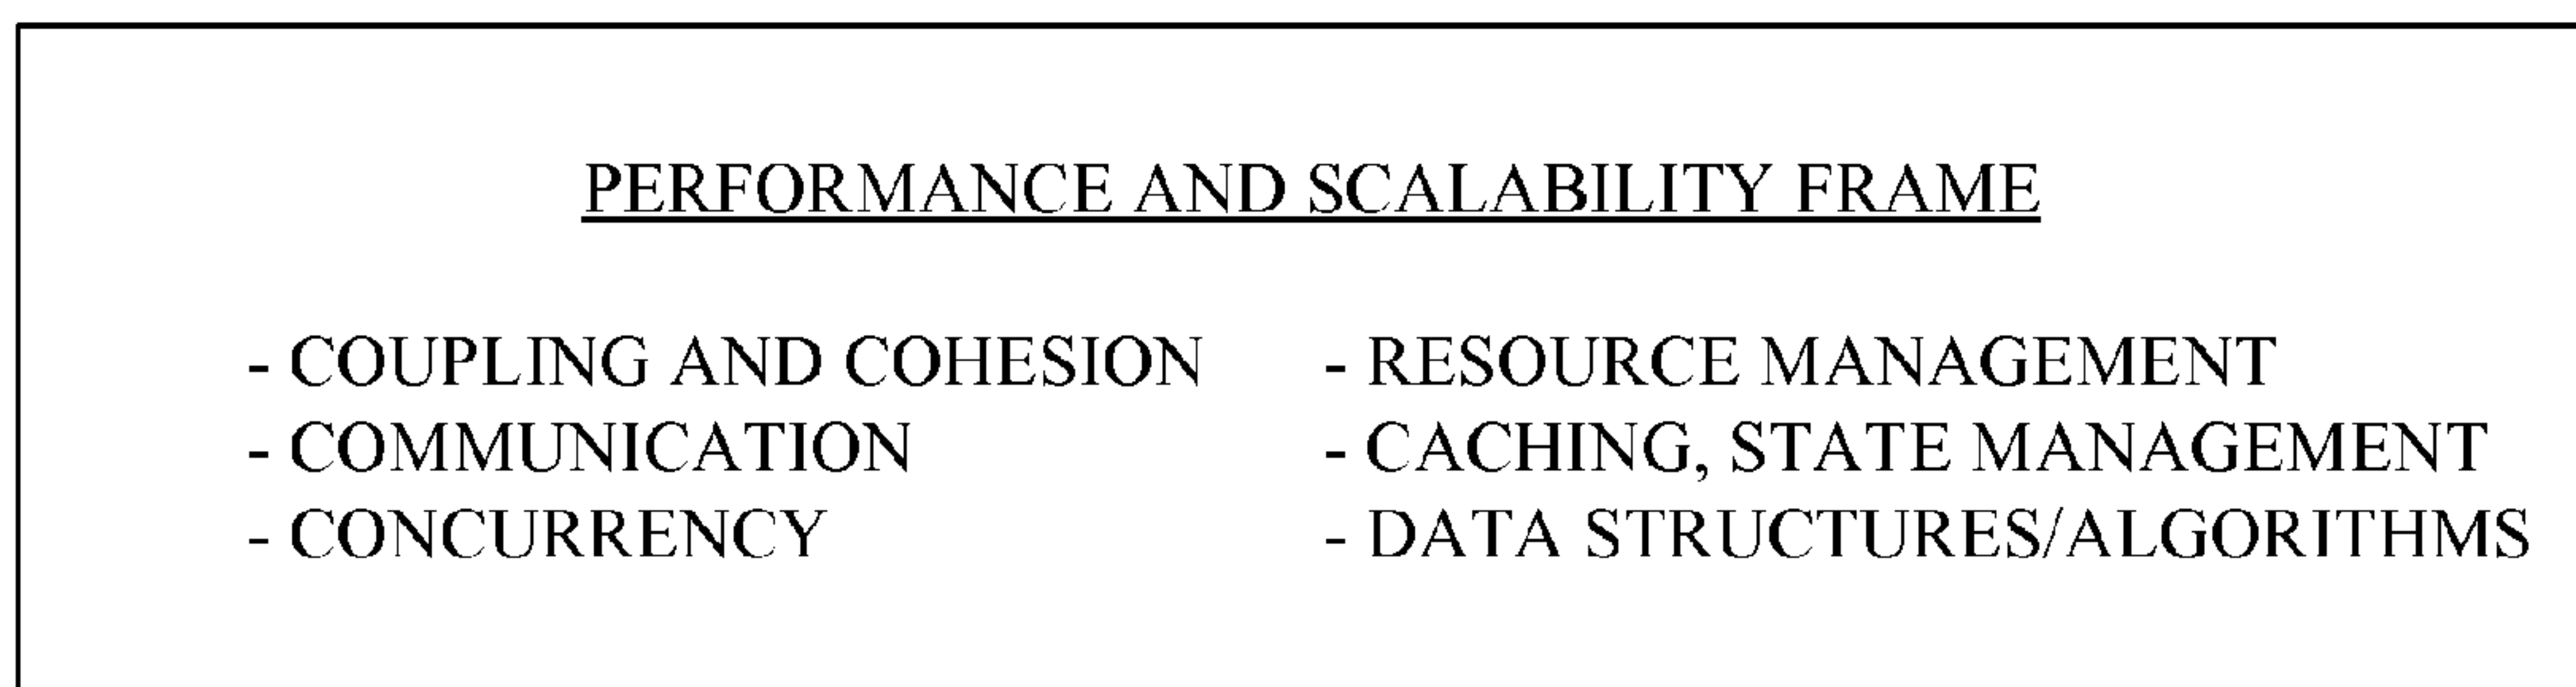 PERFORMANCE AND SCALABILITY FRAME
- COUPLING AND COHESION
- COMMUNICATION
- CONCURRENCY
- RESOURCE MANAGEMENT
- CACHING, STATE MANAGEMENT
- DATA STRUCTURES/ALGORITHMS